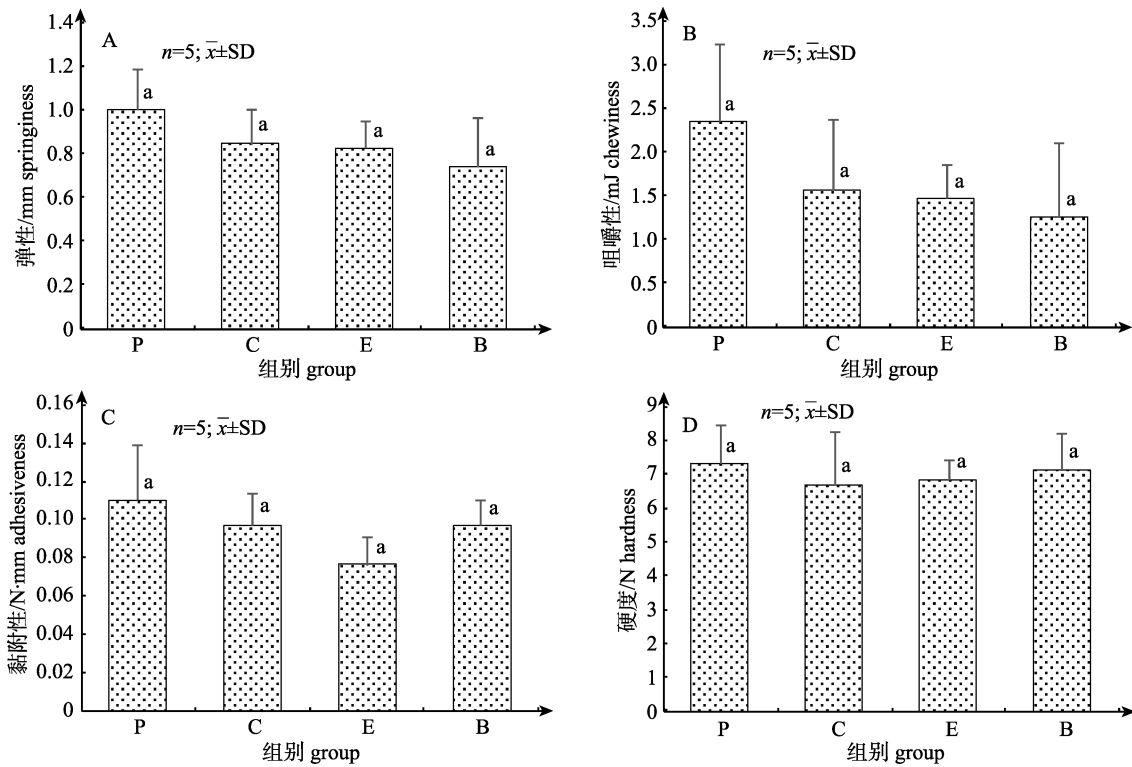 A
n=5; x̅±SD
1.4
1.2
1.0
0.8
0.6
0.4
0.2
0
弹性/mm springiness
a
a
a
a
P C E B
组别 group
B
n=5; x̅±SD
3.5
3.0
2.5
2.0
1.5
1.0
0.5
0
咀嚼性/mJ chewiness
a
a
a
a
P C E B
组别 group
C
n=5; x̅±SD
0.16
0.14
0.12
0.10
0.08
0.06
0.04
0.02
0
黏附性/N·mm adhesiveness
a
a
a
a
P C E B
组别 group
D
n=5; x̅±SD
9
8
7
6
5
4
3
2
1
0
硬度/N hardness
a
a
a
a
P C E B
组别 group